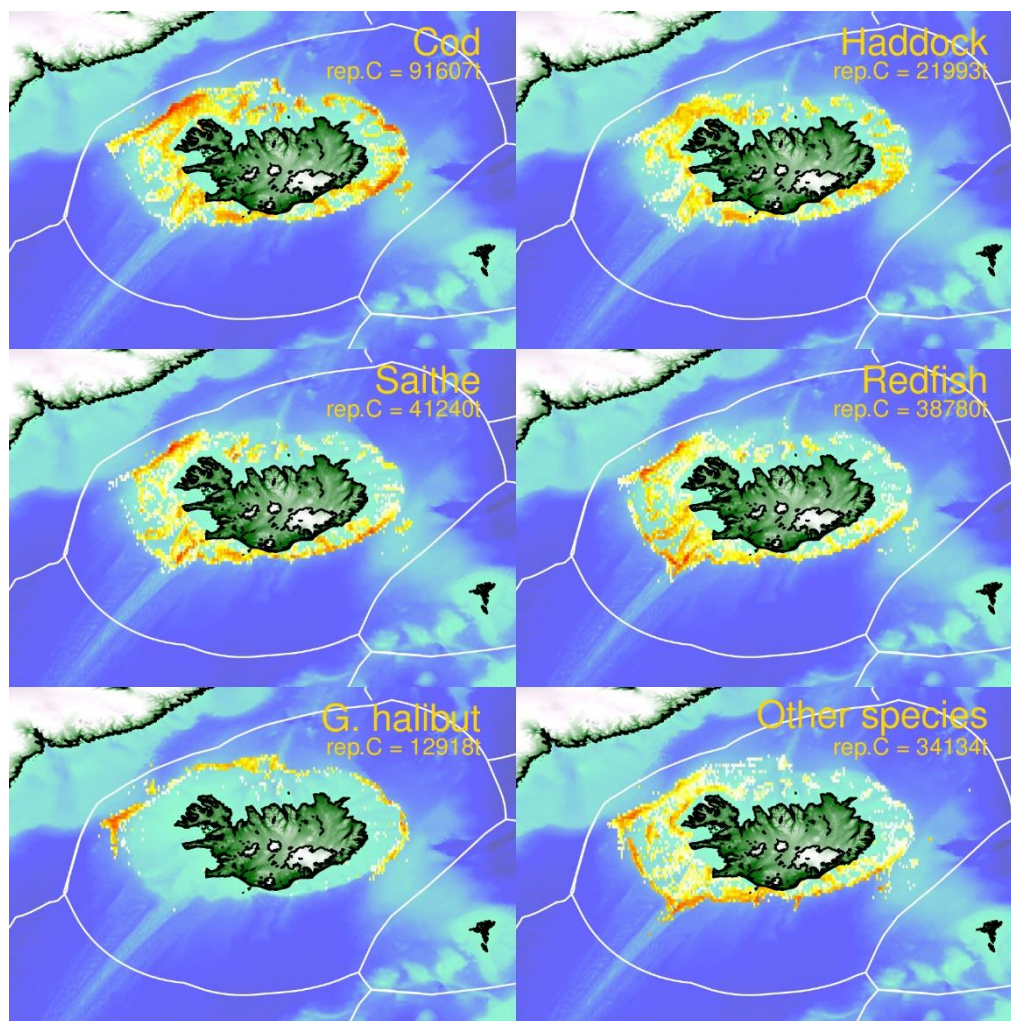 Cod
rep.C = 91607t
Haddock
rep.C = 21993t
Saithe
rep.C = 41240t
Redfish
rep.C = 38780t
G. halibut
rep.C = 12918t
Other species
rep.C = 34134t